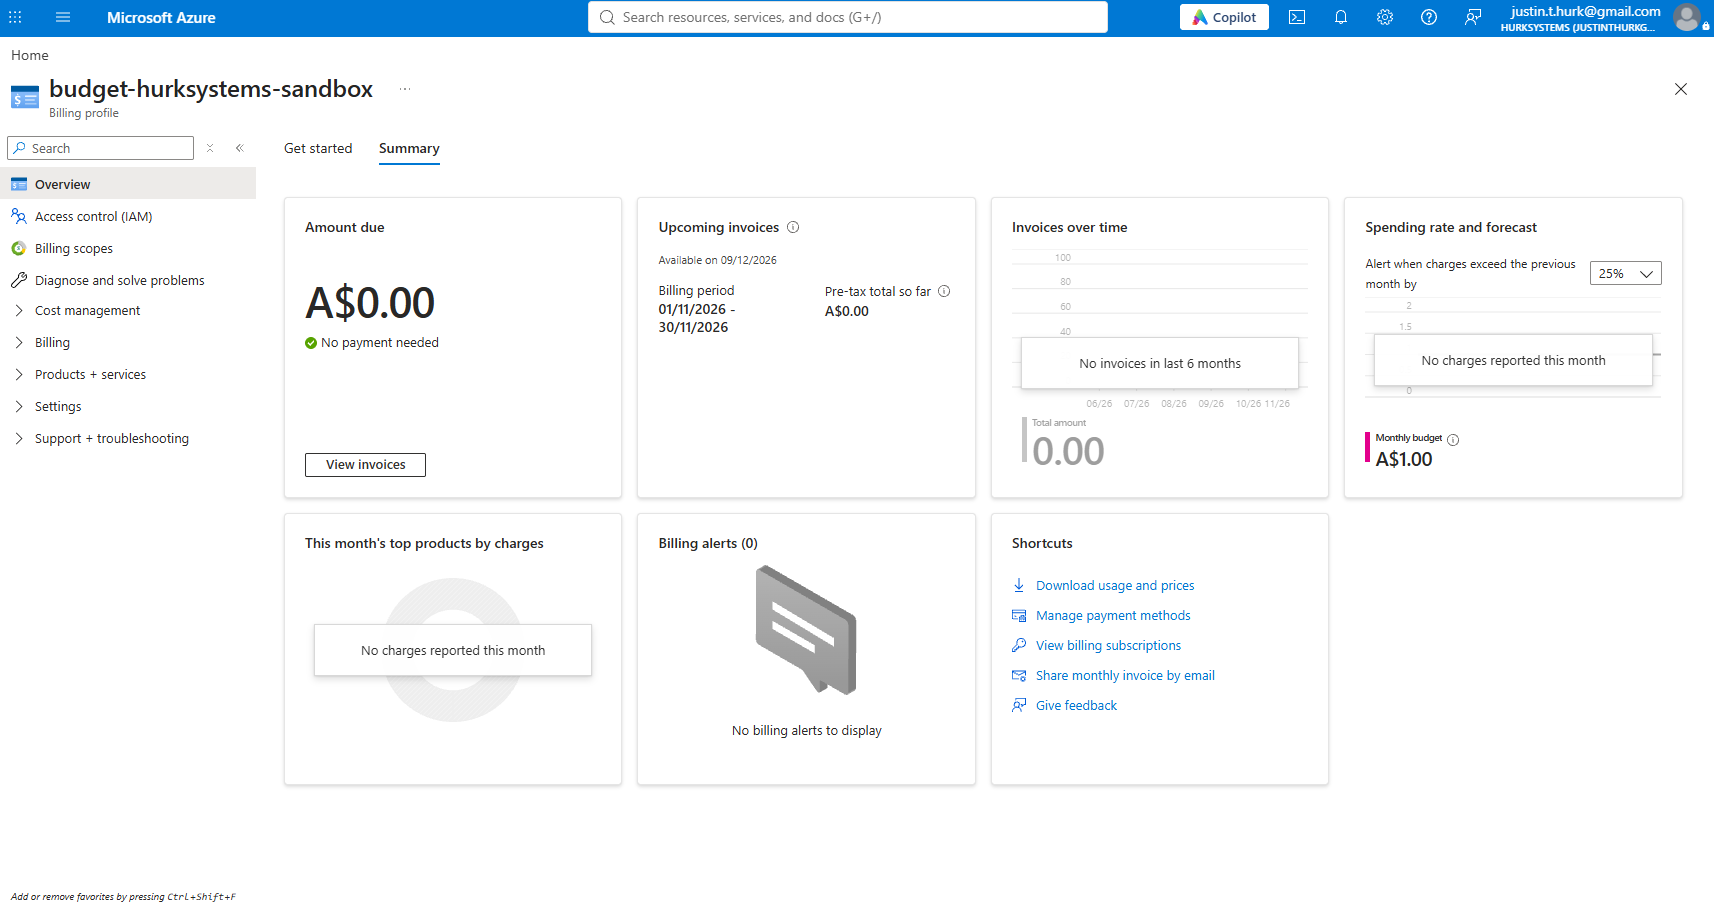 Microsoft Azure
Search resources, services, and docs (G+/)
Copilot
justin.t.hurk@gmail.com
HURKSYSTEMS (JUSTINTHURKG...
Home
budget-hurksystems-sandbox
...
Billing profile
Search
Overview
Access control (IAM)
Billing scopes
Diagnose and solve problems
Cost management
Billing
Products + services
Settings
Support + troubleshooting
Get started
Summary
Amount due
A$0.00
No payment needed
View invoices
Upcoming invoices
Available on 09/12/2026
Billing period
01/11/2026 -
30/11/2026
Pre-tax total so far
A$0.00
Invoices over time
100
80
60
40
No invoices in last 6 months
06/26 07/26 08/26 09/26 10/26 11/26
Total amount
0.00
Spending rate and forecast
Alert when charges exceed the previous
month by
25%
2
1.5
No charges reported this month
0
Monthly budget
A$1.00
This month's top products by charges
No charges reported this month
Billing alerts (0)
No billing alerts to display
Shortcuts
Download usage and prices
Manage payment methods
View billing subscriptions
Share monthly invoice by email
Give feedback
Add or remove favorites by pressing Ctrl+Shift+F